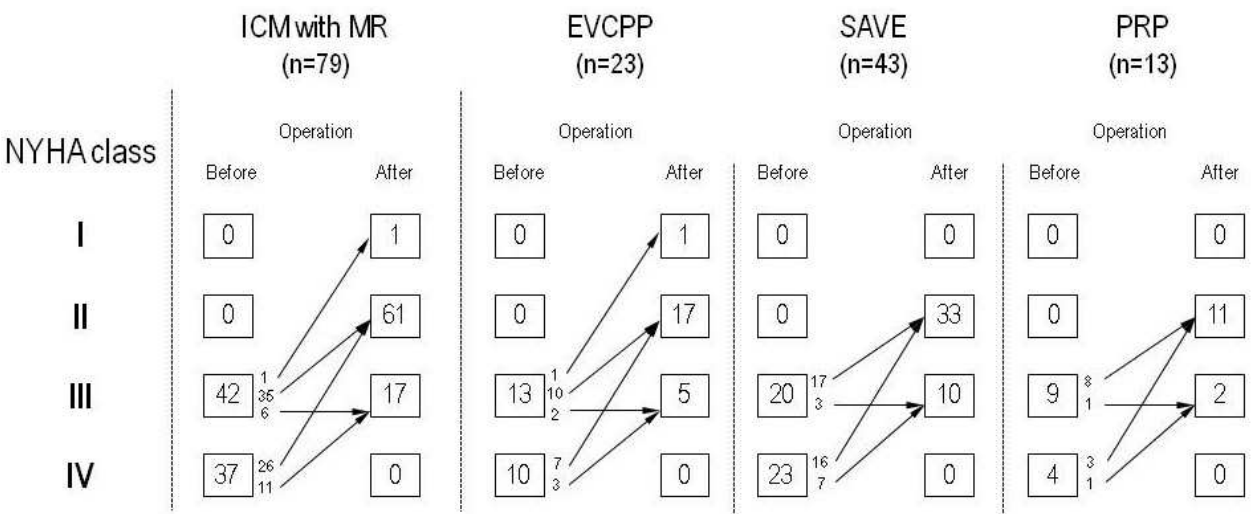 ICM with MR EVCPP SAVE PRP
(n=79) (n=23) (n=43) (n=13)
Operation Operation Operation Operation
NYHA class
Before After Before After Before After Before After
I 0 1 0 1 0 0 0 0
II 0 61 0 17 0 33 0 11
1 1
III 42 35 17 13 10 5 20 17 10 9 8 2
6 2 3 1
IV 37 26 0 10 7 0 23 16 0 4 3 0
11 3 7 1